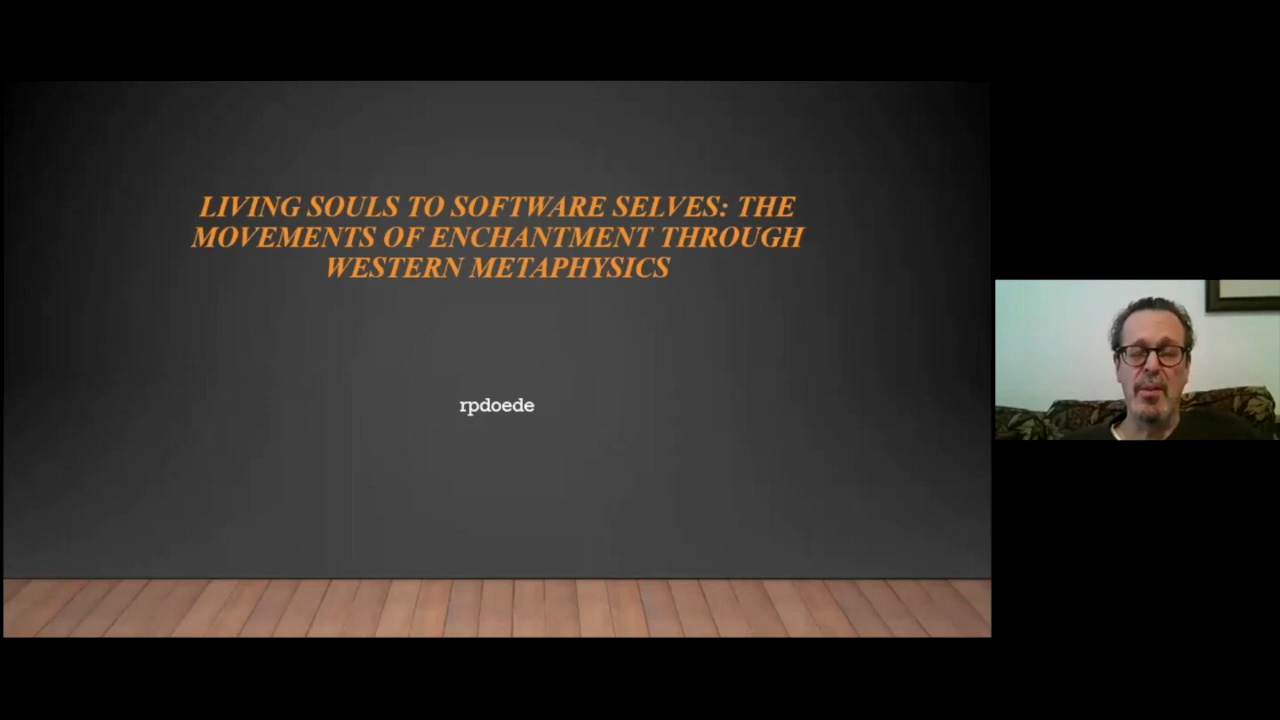 LIVING SOULS TO SOFTWARE SELVES: THE
MOVEMENTS OF ENCHANTMENT THROUGH
WESTERN METAPHYSICS
rpdoede